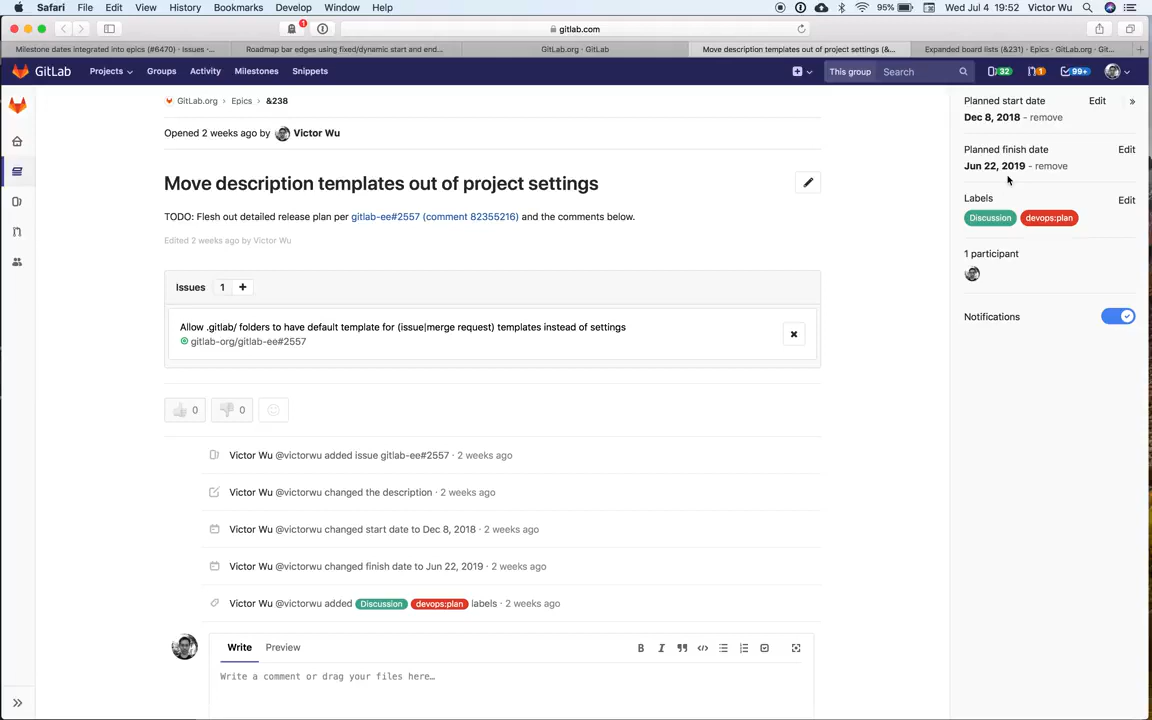 Safari File Edit View History Bookmarks Develop Window Help 95% Wed Jul 4 19:52 Victor Wu
1 gitlab.com
Milestone dates integrated into epics (#6470) · Issues ·... Roadmap bar edges using fixed/dynamic start and end... GitLab.org · GitLab Move description templates out of project settings (&... Expanded board lists (&231) · Epics · GitLab.org · Git...
GitLab Projects Groups Activity Milestones Snippets This group Search 32 1 99+
GitLab.org › Epics › &238
Opened 2 weeks ago by Victor Wu
Move description templates out of project settings
TODO: Flesh out detailed release plan per gitlab-ee#2557 (comment 82355216) and the comments below.
Edited 2 weeks ago by Victor Wu
Issues 1 +
Allow .gitlab/ folders to have default template for (issue|merge request) templates instead of settings
gitlab-org/gitlab-ee#2557
0 0
Victor Wu @victorwu added issue gitlab-ee#2557 · 2 weeks ago
Victor Wu @victorwu changed the description · 2 weeks ago
Victor Wu @victorwu changed start date to Dec 8, 2018 · 2 weeks ago
Victor Wu @victorwu changed finish date to Jun 22, 2019 · 2 weeks ago
Victor Wu @victorwu added Discussion devops:plan labels · 2 weeks ago
Write Preview
Write a comment or drag your files here...
Planned start date Edit »
Dec 8, 2018 - remove
Planned finish date Edit
Jun 22, 2019 - remove
Labels Edit
Discussion devops:plan
1 participant
Notifications